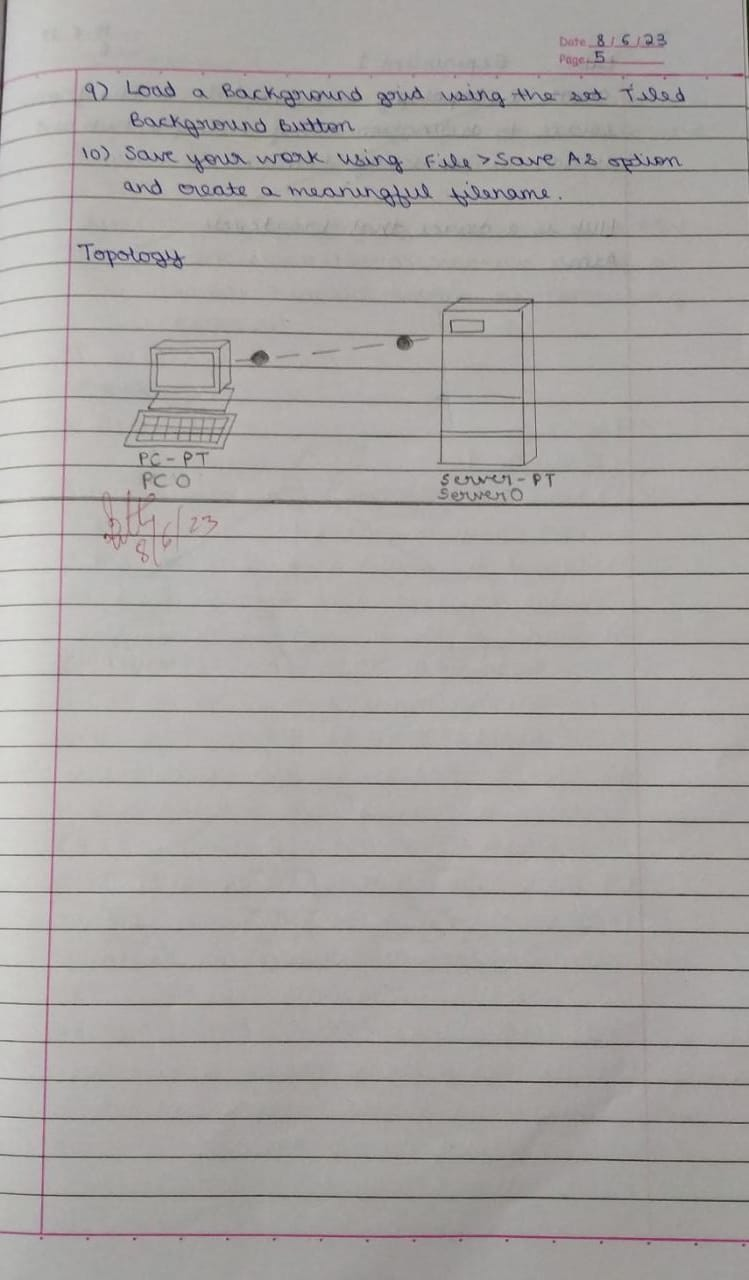 Date 8/6/23
Page 5
9) Load a Background grid using the set Tiled
Background Button
10) Save your work using File > Save As option
and create a meaningful filename.
Topology
PC-PT
PC0
Server-PT
Server0
8/6/23